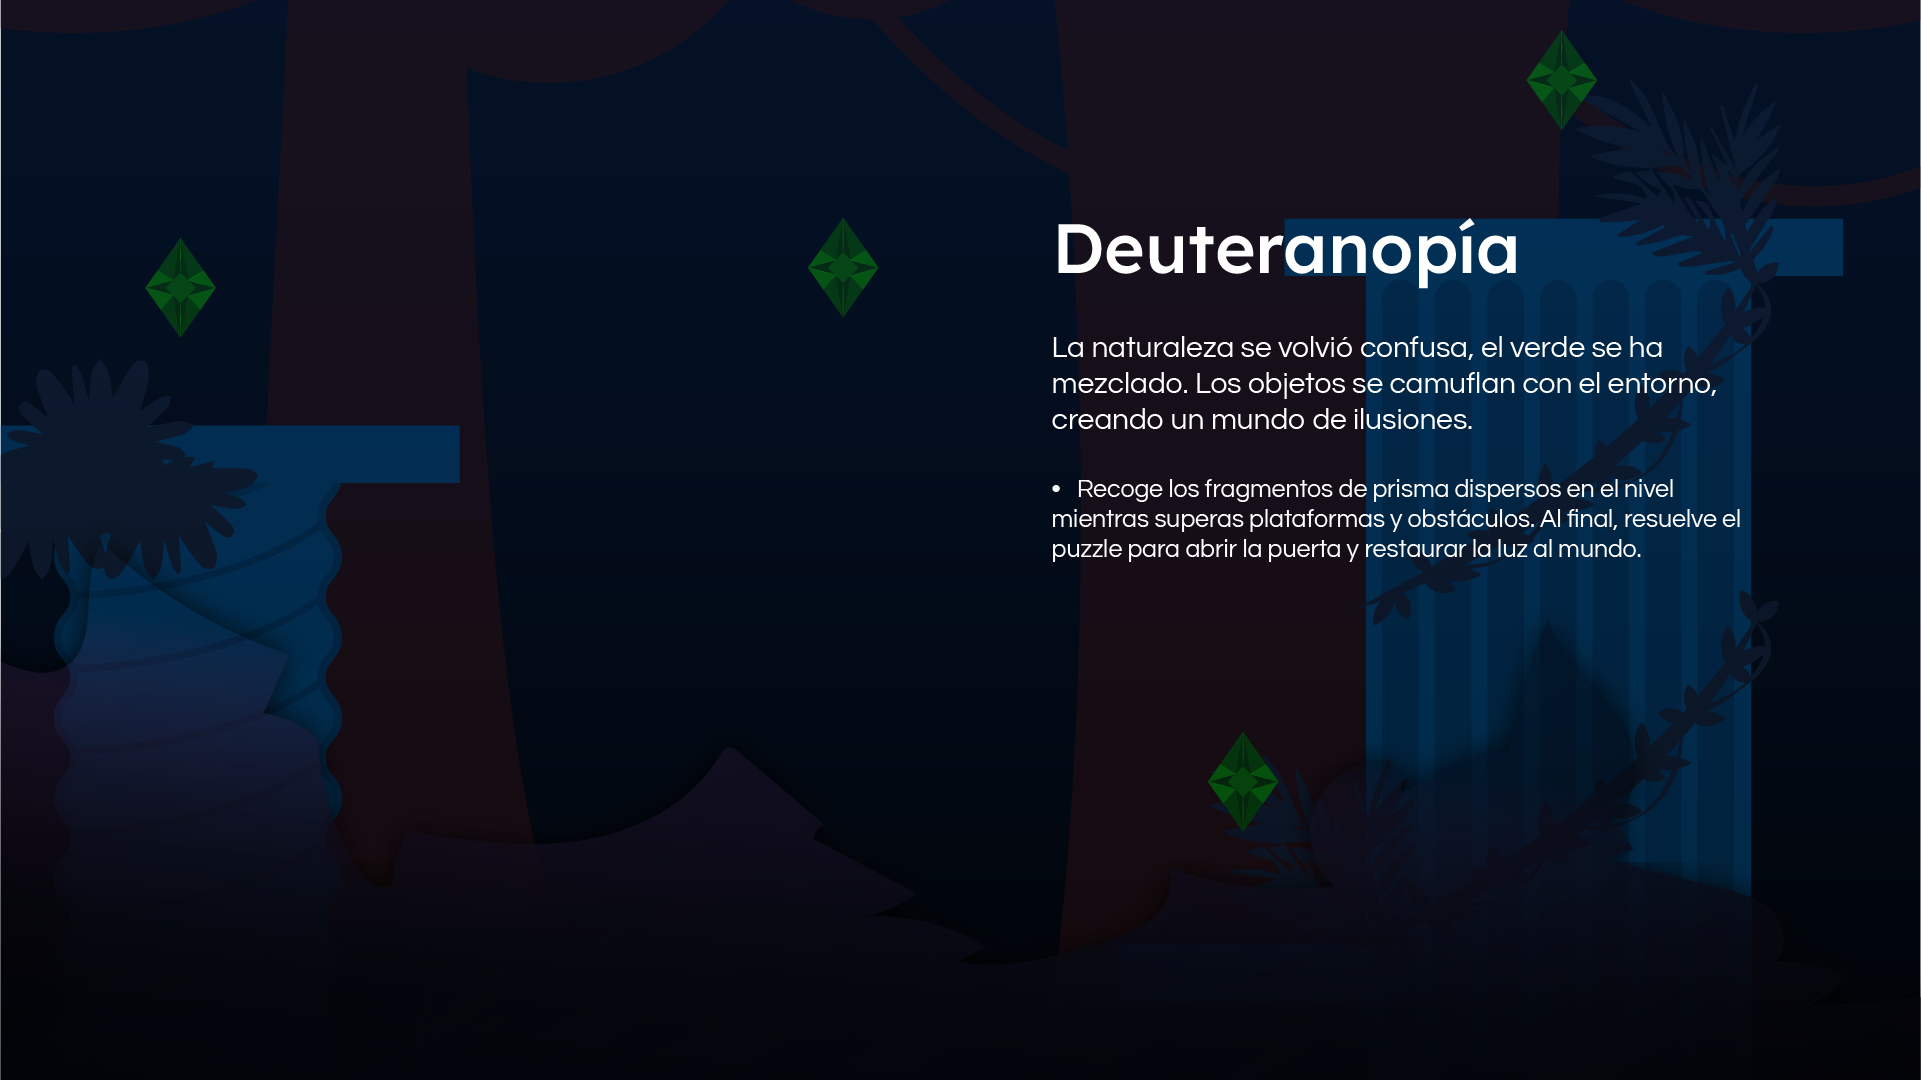 Deuteranopía
La naturaleza se volvió confusa, el verde se ha
mezclado. Los objetos se camuflan con el entorno,
creando un mundo de ilusiones.
• Recoge los fragmentos de prisma dispersos en el nivel
mientras superas plataformas y obstáculos. Al final, resuelve el
puzzle para abrir la puerta y restaurar la luz al mundo.